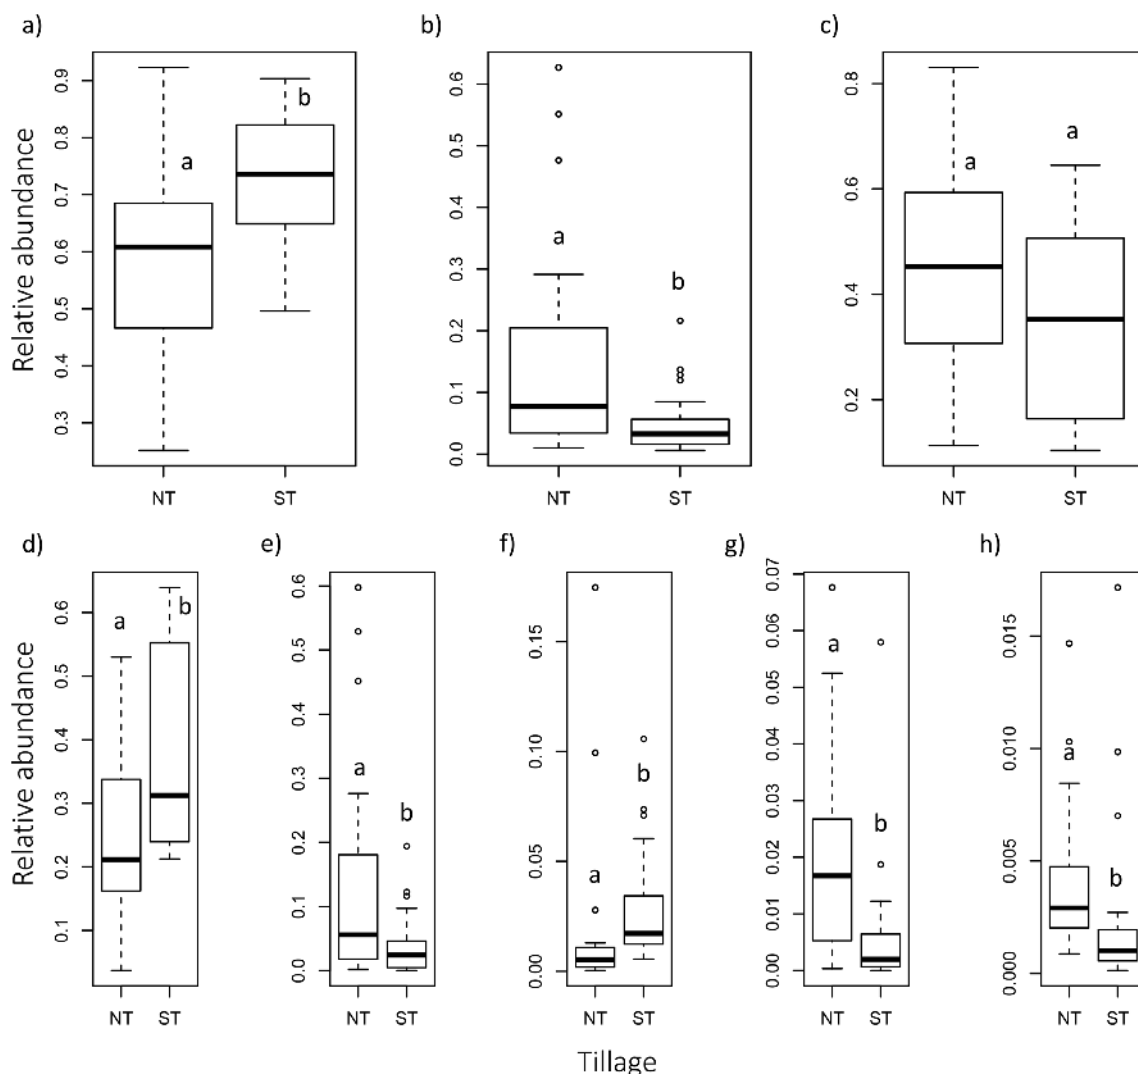 a) b) c)
Relative abundance
0.3 0.4 0.5 0.6 0.7 0.8 0.9
a b
NT ST
0.0 0.1 0.2 0.3 0.4 0.5 0.6
a b
NT ST
0.2 0.4 0.6 0.8
a a
NT ST
d) e) f) g) h)
Relative abundance
0.1 0.2 0.3 0.4 0.5 0.6
a b
NT ST
0.0 0.1 0.2 0.3 0.4 0.5 0.6
a b
NT ST
0.00 0.05 0.10 0.15
a b
NT ST
0.00 0.01 0.02 0.03 0.04 0.05 0.06 0.07
a b
NT ST
0.000 0.005 0.010 0.015
a b
NT ST
Tillage